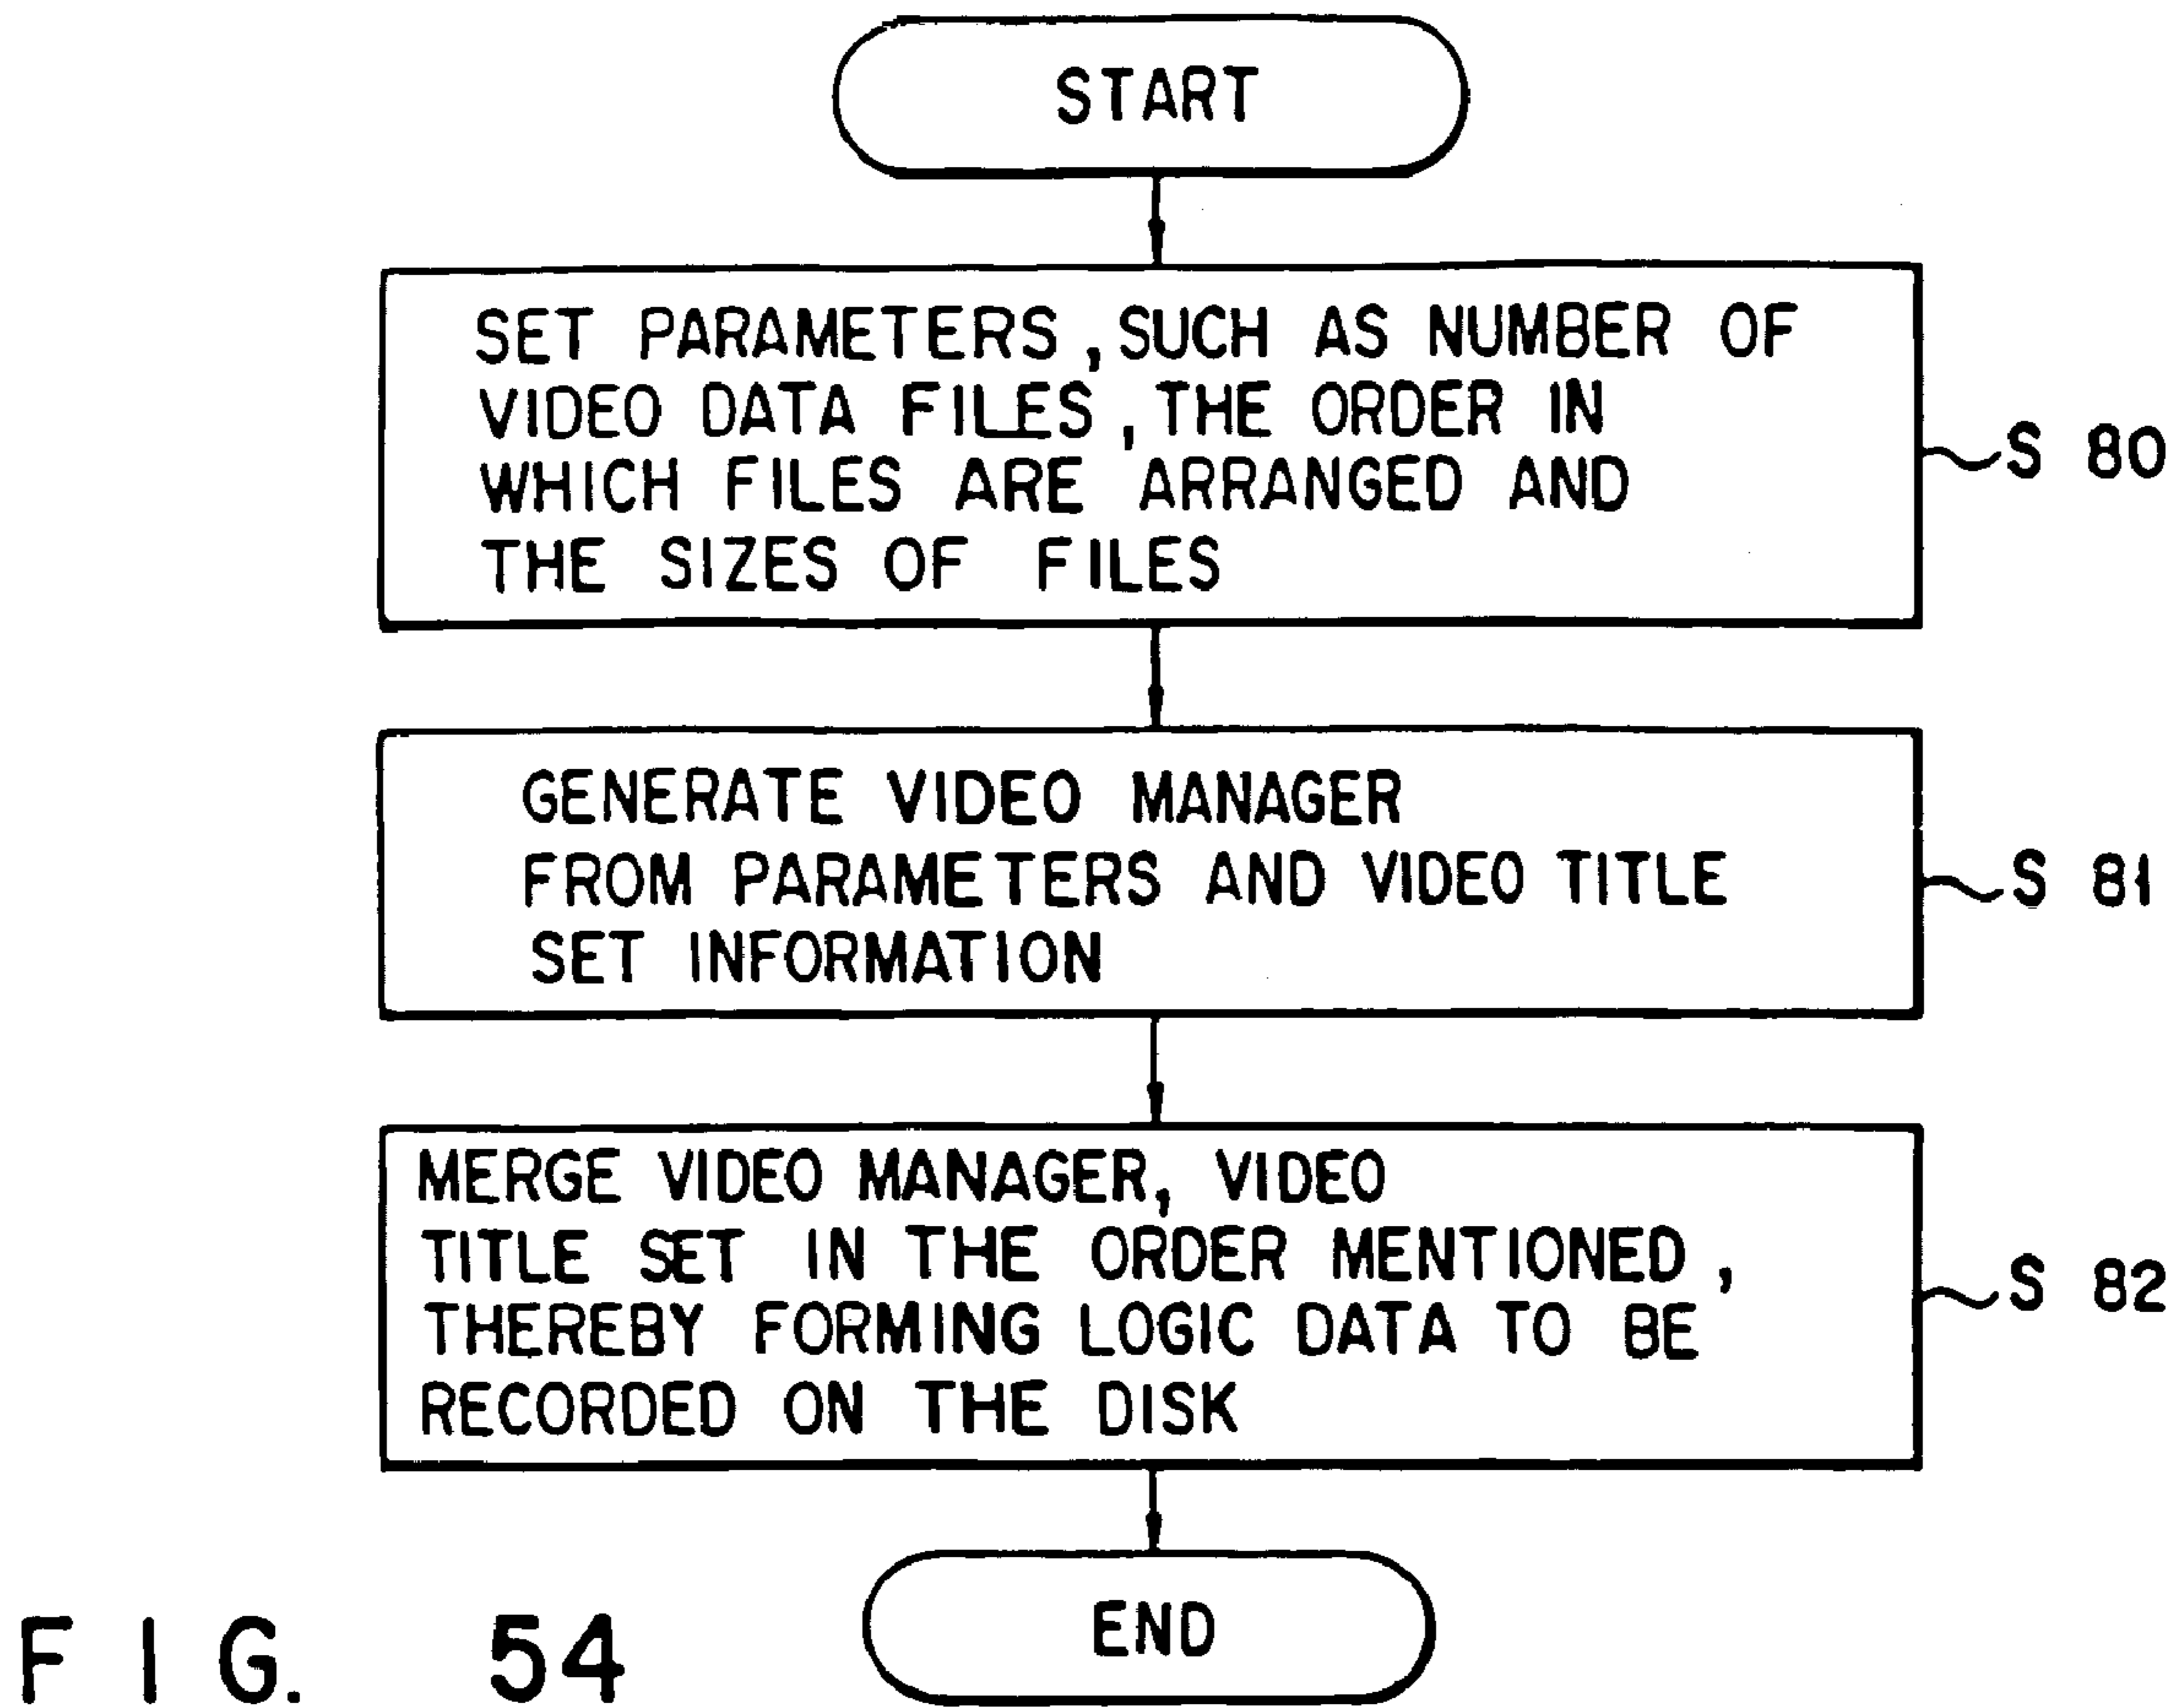 START
SET PARAMETERS, SUCH AS NUMBER OF
VIDEO DATA FILES, THE ORDER IN
WHICH FILES ARE ARRANGED AND
THE SIZES OF FILES
S 80
GENERATE VIDEO MANAGER
FROM PARAMETERS AND VIDEO TITLE
SET INFORMATION
S 81
MERGE VIDEO MANAGER, VIDEO
TITLE SET IN THE ORDER MENTIONED,
THEREBY FORMING LOGIC DATA TO BE
RECORDED ON THE DISK
S 82
END
FIG. 54